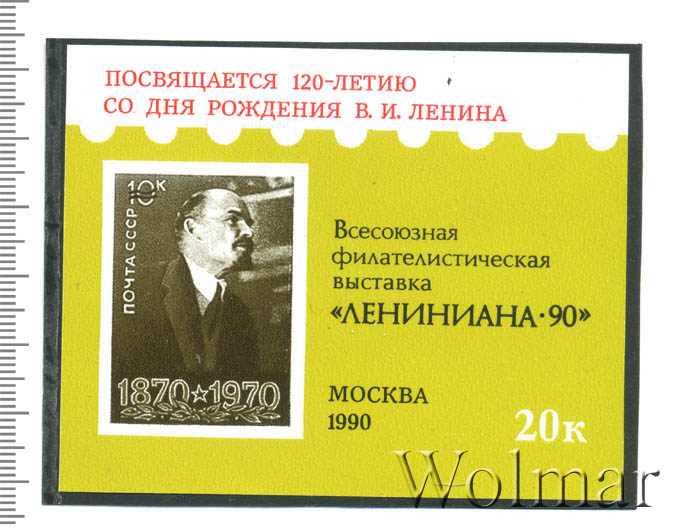 ПОСВЯЩАЕТСЯ 120-ЛЕТИЮ
СО ДНЯ РОЖДЕНИЯ В. И. ЛЕНИНА
10к
ПОЧТА СССР
1870☆1970
Всесоюзная
филателистическая
выставка
«ЛЕНИНИАНА·90»
МОСКВА
1990
20к
Wolmar